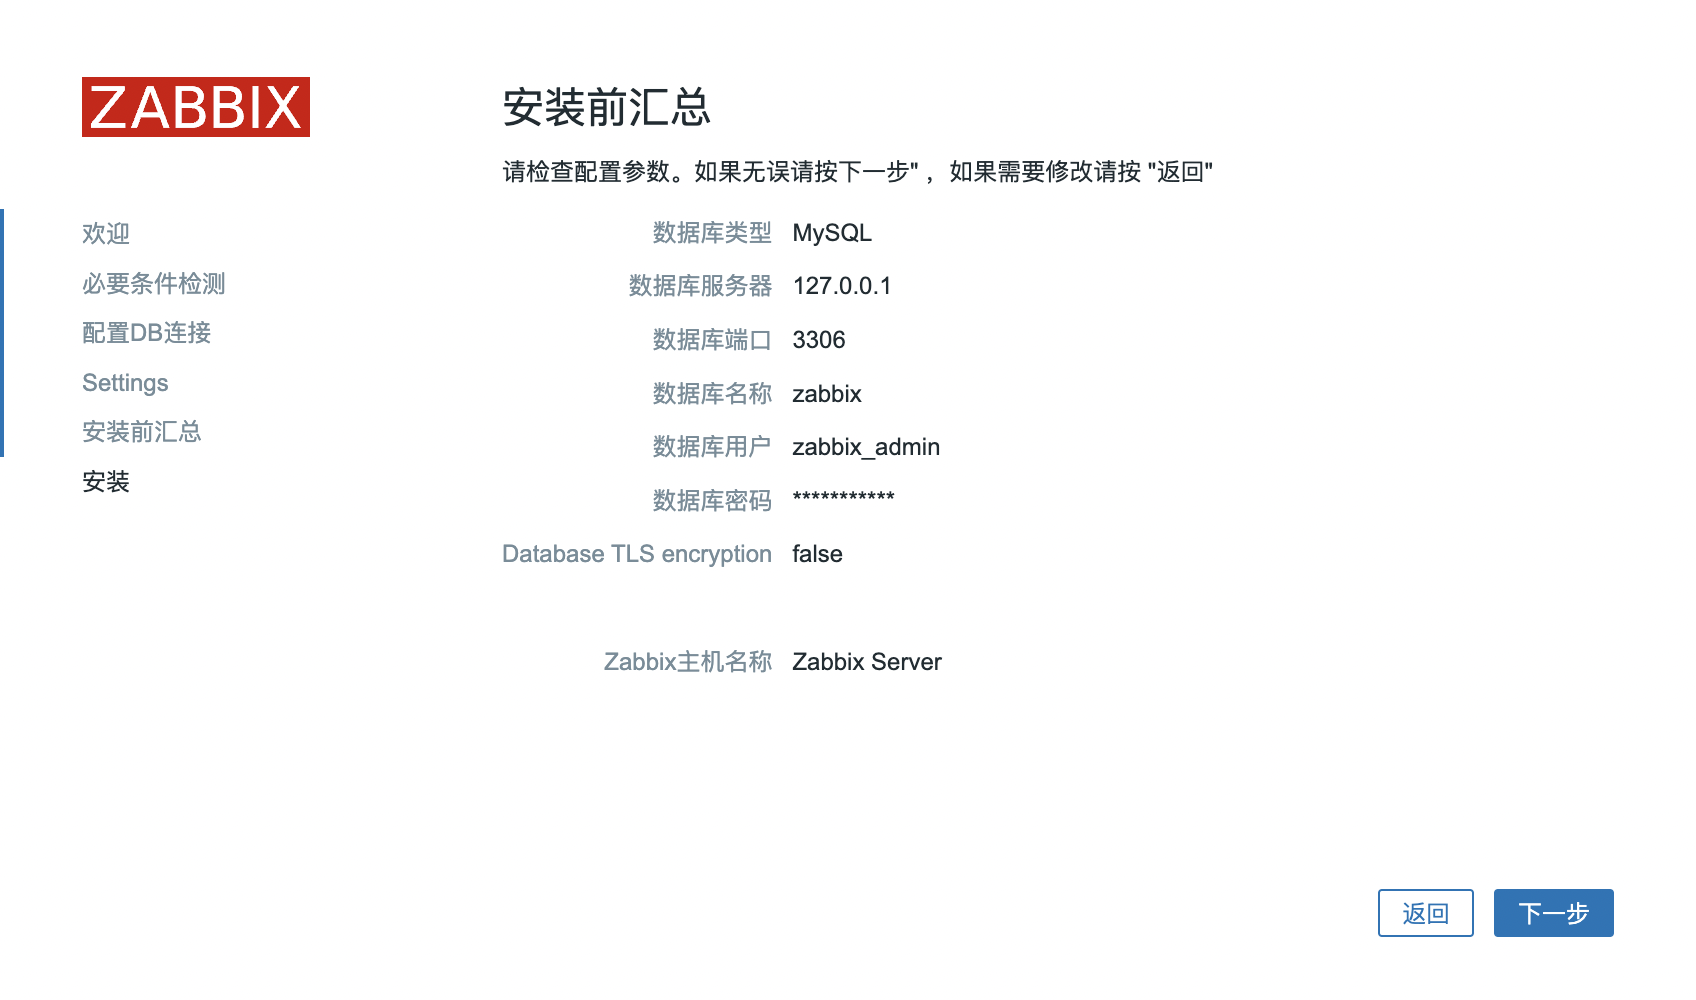 ZABBIX
欢迎
必要条件检测
配置DB连接
Settings
安装前汇总
安装
安装前汇总
请检查配置参数。如果无误请按下一步" ，如果需要修改请按 "返回"
数据库类型 MySQL
数据库服务器 127.0.0.1
数据库端口 3306
数据库名称 zabbix
数据库用户 zabbix_admin
数据库密码 ***********
Database TLS encryption false
Zabbix主机名称 Zabbix Server
返回 下一步